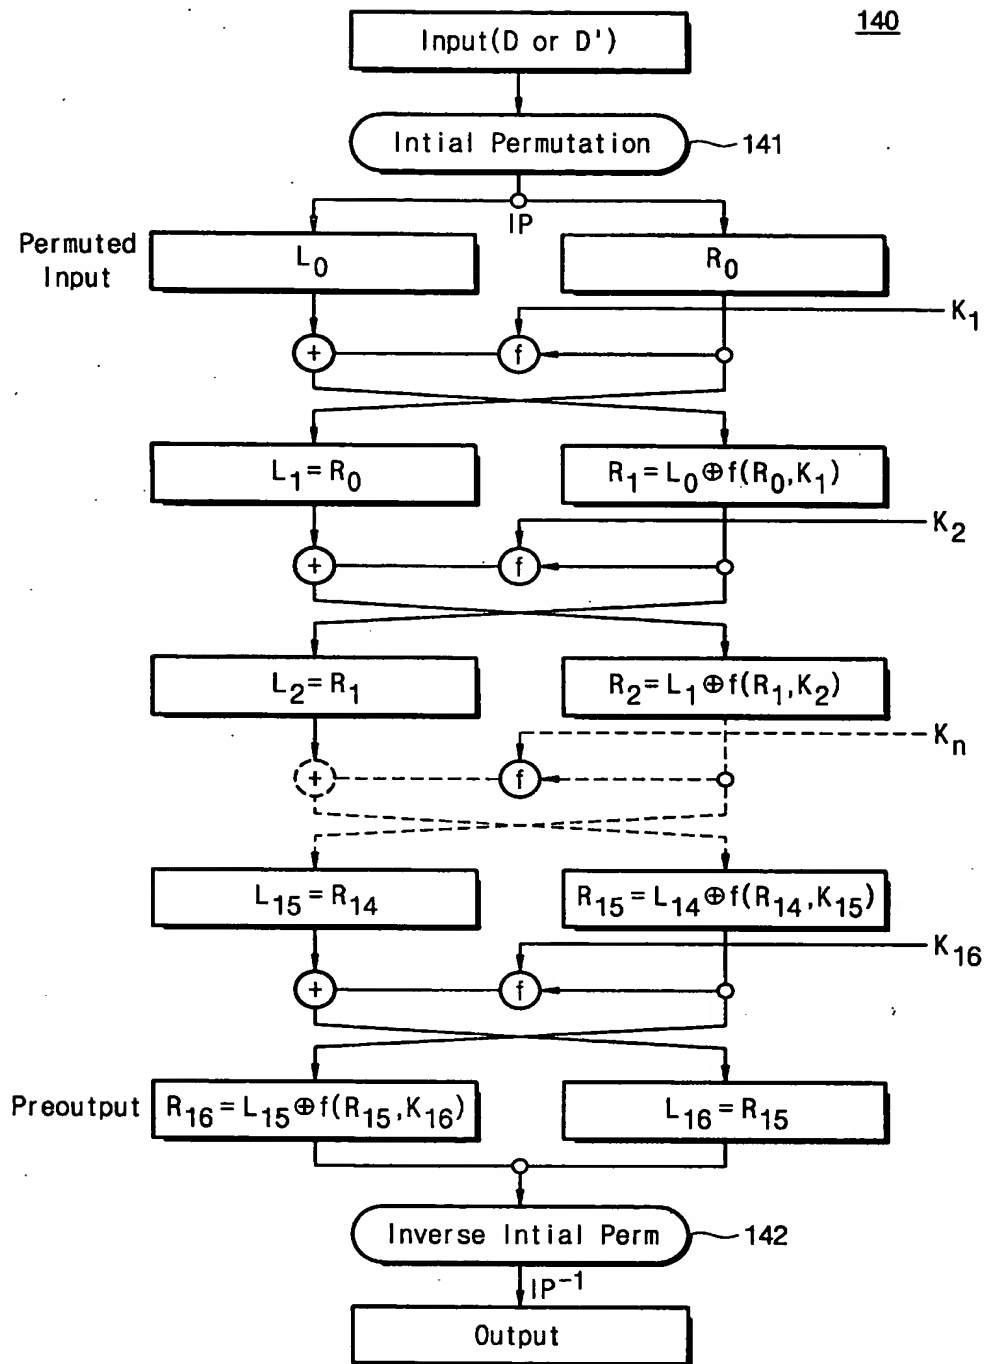 140
Input(D or D')
Intial Permutation
141
IP
Permuted
Input
L₀
R₀
K₁
+
f
L₁=R₀
R₁=L₀⊕f(R₀,K₁)
K₂
+
f
L₂=R₁
R₂=L₁⊕f(R₁,K₂)
Kₙ
+
f
L₁₅=R₁₄
R₁₅=L₁₄⊕f(R₁₄,K₁₅)
K₁₆
+
f
Preoutput
R₁₆=L₁₅⊕f(R₁₅,K₁₆)
L₁₆=R₁₅
Inverse Intial Perm
142
IP⁻¹
Output